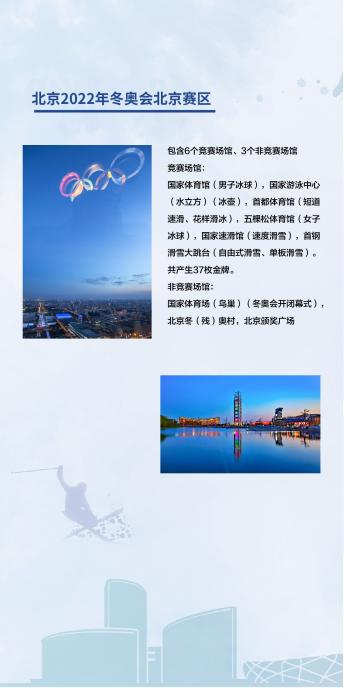 北京2022年冬奥会北京赛区
包含6个竞赛场馆、3个非竞赛场馆
竞赛场馆：
国家体育馆（男子冰球），国家游泳中心
（水立方）（冰壶），首都体育馆（短道
速滑、花样滑冰），五棵松体育馆（女子
冰球），国家速滑馆（速度滑雪），首钢
滑雪大跳台（自由式滑雪、单板滑雪）。
共产生37枚金牌。
非竞赛场馆：
国家体育场（鸟巢）（冬奥会开闭幕式），
北京冬（残）奥村，北京颁奖广场